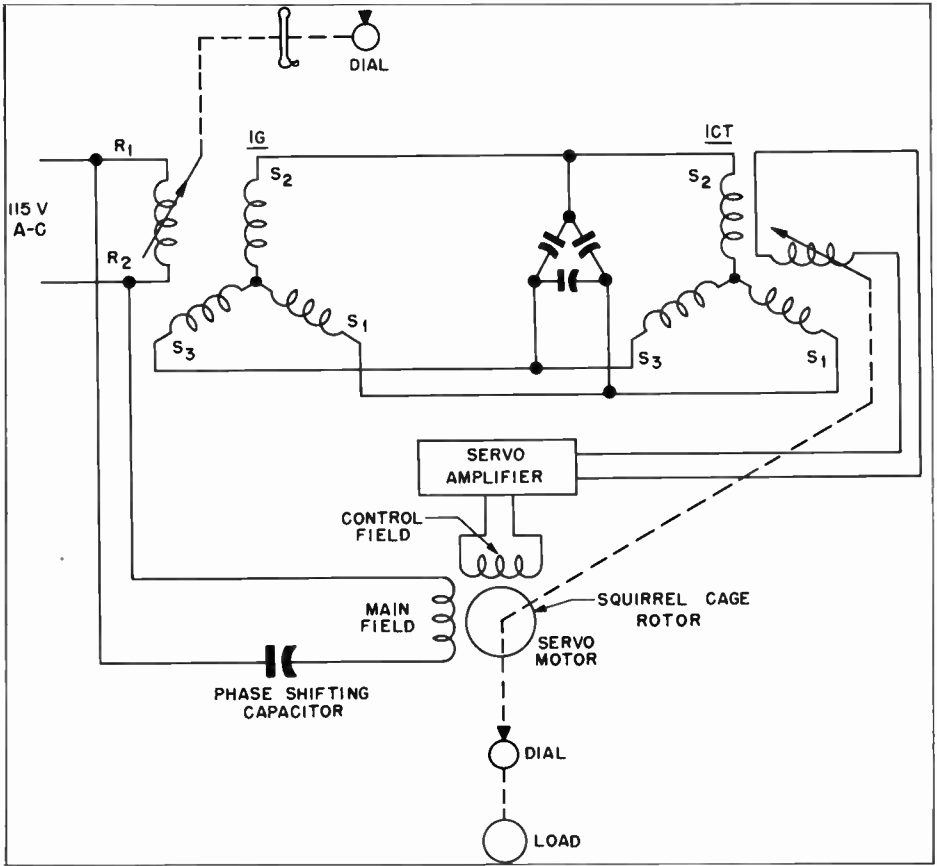 DIAL
R1
IG
ICT
S2
S2
115 V
A-C
R2
S3
S1
S3
S1
SERVO
AMPLIFIER
CONTROL
FIELD
MAIN
FIELD
SQUIRREL CAGE
ROTOR
SERVO
MOTOR
PHASE SHIFTING
CAPACITOR
DIAL
LOAD